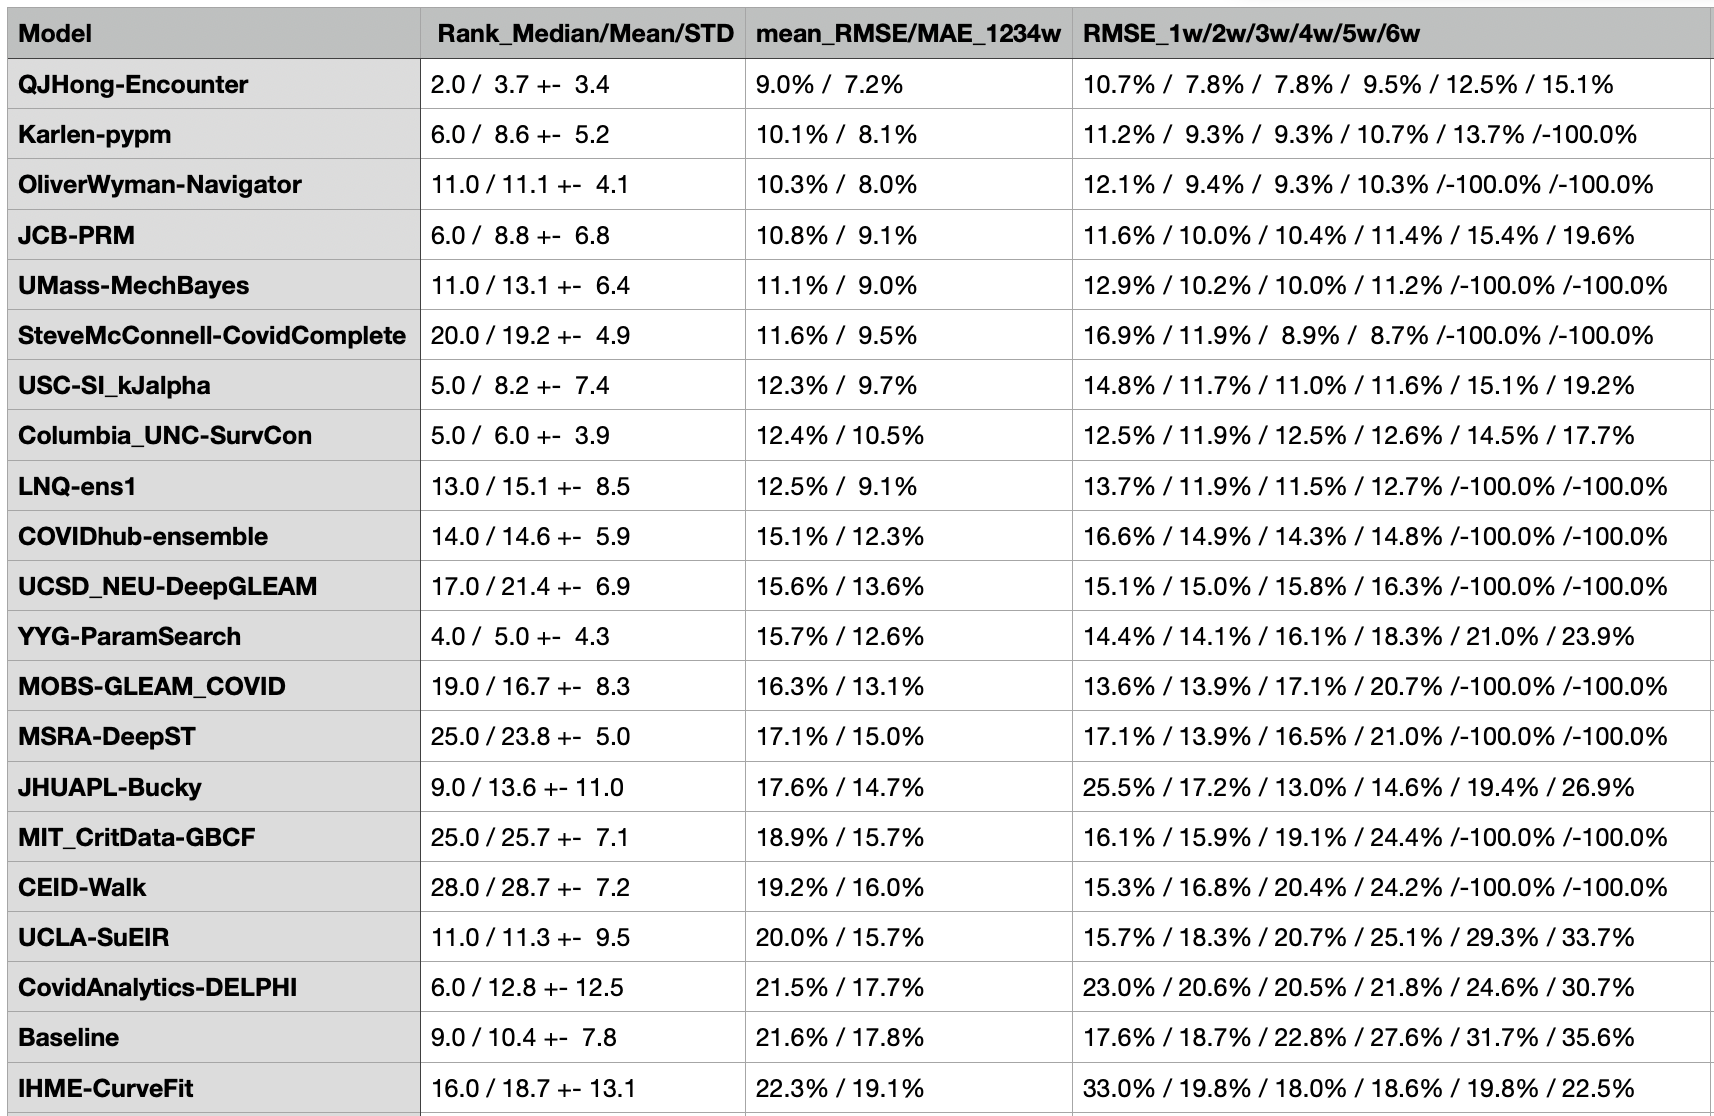 Model Rank_Median/Mean/STD mean_RMSE/MAE_1234w RMSE_1w/2w/3w/4w/5w/6w
QJHong-Encounter 2.0 / 3.7 +- 3.4 9.0% / 7.2% 10.7% / 7.8% / 7.8% / 9.5% / 12.5% / 15.1%
Karlen-pypm 6.0 / 8.6 +- 5.2 10.1% / 8.1% 11.2% / 9.3% / 9.3% / 10.7% / 13.7% /-100.0%
OliverWyman-Navigator 11.0 / 11.1 +- 4.1 10.3% / 8.0% 12.1% / 9.4% / 9.3% / 10.3% /-100.0% /-100.0%
JCB-PRM 6.0 / 8.8 +- 6.8 10.8% / 9.1% 11.6% / 10.0% / 10.4% / 11.4% / 15.4% / 19.6%
UMass-MechBayes 11.0 / 13.1 +- 6.4 11.1% / 9.0% 12.9% / 10.2% / 10.0% / 11.2% /-100.0% /-100.0%
SteveMcConnell-CovidComplete 20.0 / 19.2 +- 4.9 11.6% / 9.5% 16.9% / 11.9% / 8.9% / 8.7% /-100.0% /-100.0%
USC-SI_kJalpha 5.0 / 8.2 +- 7.4 12.3% / 9.7% 14.8% / 11.7% / 11.0% / 11.6% / 15.1% / 19.2%
Columbia_UNC-SurvCon 5.0 / 6.0 +- 3.9 12.4% / 10.5% 12.5% / 11.9% / 12.5% / 12.6% / 14.5% / 17.7%
LNQ-ens1 13.0 / 15.1 +- 8.5 12.5% / 9.1% 13.7% / 11.9% / 11.5% / 12.7% /-100.0% /-100.0%
COVIDhub-ensemble 14.0 / 14.6 +- 5.9 15.1% / 12.3% 16.6% / 14.9% / 14.3% / 14.8% /-100.0% /-100.0%
UCSD_NEU-DeepGLEAM 17.0 / 21.4 +- 6.9 15.6% / 13.6% 15.1% / 15.0% / 15.8% / 16.3% /-100.0% /-100.0%
YYG-ParamSearch 4.0 / 5.0 +- 4.3 15.7% / 12.6% 14.4% / 14.1% / 16.1% / 18.3% / 21.0% / 23.9%
MOBS-GLEAM_COVID 19.0 / 16.7 +- 8.3 16.3% / 13.1% 13.6% / 13.9% / 17.1% / 20.7% /-100.0% /-100.0%
MSRA-DeepST 25.0 / 23.8 +- 5.0 17.1% / 15.0% 17.1% / 13.9% / 16.5% / 21.0% /-100.0% /-100.0%
JHUAPL-Bucky 9.0 / 13.6 +- 11.0 17.6% / 14.7% 25.5% / 17.2% / 13.0% / 14.6% / 19.4% / 26.9%
MIT_CritData-GBCF 25.0 / 25.7 +- 7.1 18.9% / 15.7% 16.1% / 15.9% / 19.1% / 24.4% /-100.0% /-100.0%
CEID-Walk 28.0 / 28.7 +- 7.2 19.2% / 16.0% 15.3% / 16.8% / 20.4% / 24.2% /-100.0% /-100.0%
UCLA-SuEIR 11.0 / 11.3 +- 9.5 20.0% / 15.7% 15.7% / 18.3% / 20.7% / 25.1% / 29.3% / 33.7%
CovidAnalytics-DELPHI 6.0 / 12.8 +- 12.5 21.5% / 17.7% 23.0% / 20.6% / 20.5% / 21.8% / 24.6% / 30.7%
Baseline 9.0 / 10.4 +- 7.8 21.6% / 17.8% 17.6% / 18.7% / 22.8% / 27.6% / 31.7% / 35.6%
IHME-CurveFit 16.0 / 18.7 +- 13.1 22.3% / 19.1% 33.0% / 19.8% / 18.0% / 18.6% / 19.8% / 22.5%